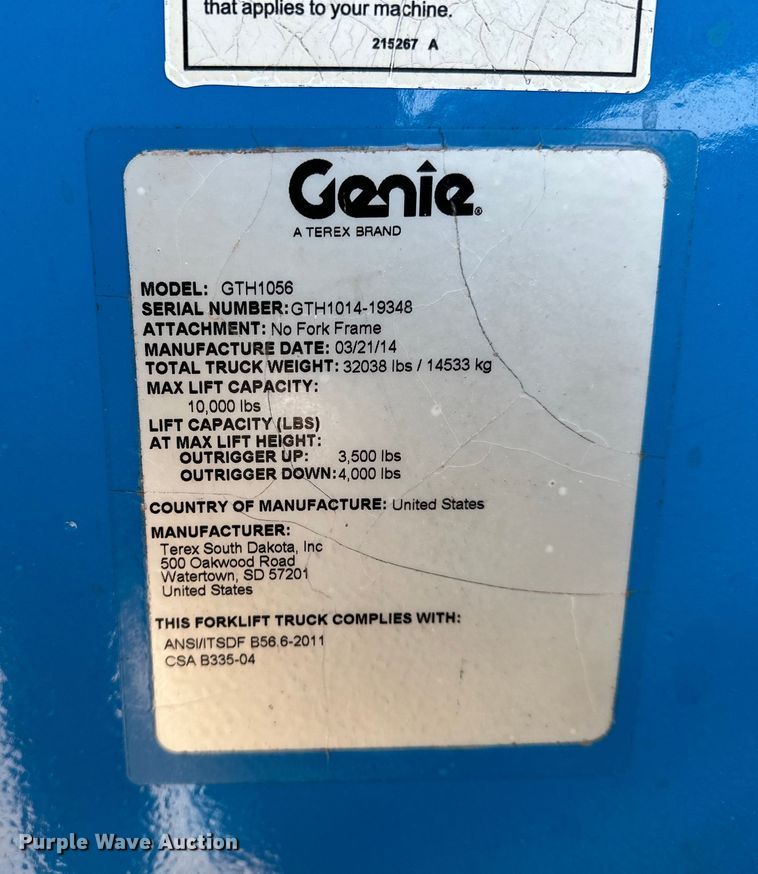 that applies to your machine.
215267 A
Genie®
A TEREX BRAND
MODEL: GTH1056
SERIAL NUMBER:GTH1014-19348
ATTACHMENT: No Fork Frame
MANUFACTURE DATE: 03/21/14
TOTAL TRUCK WEIGHT: 32038 lbs / 14533 kg
MAX LIFT CAPACITY:
10,000 lbs
LIFT CAPACITY (LBS)
AT MAX LIFT HEIGHT:
OUTRIGGER UP: 3,500 lbs
OUTRIGGER DOWN: 4,000 lbs
COUNTRY OF MANUFACTURE: United States
MANUFACTURER:
Terex South Dakota, Inc
500 Oakwood Road
Watertown, SD 57201
United States
THIS FORKLIFT TRUCK COMPLIES WITH:
ANSI/ITSDF B56.6-2011
CSA B335-04
Purple Wave Auction